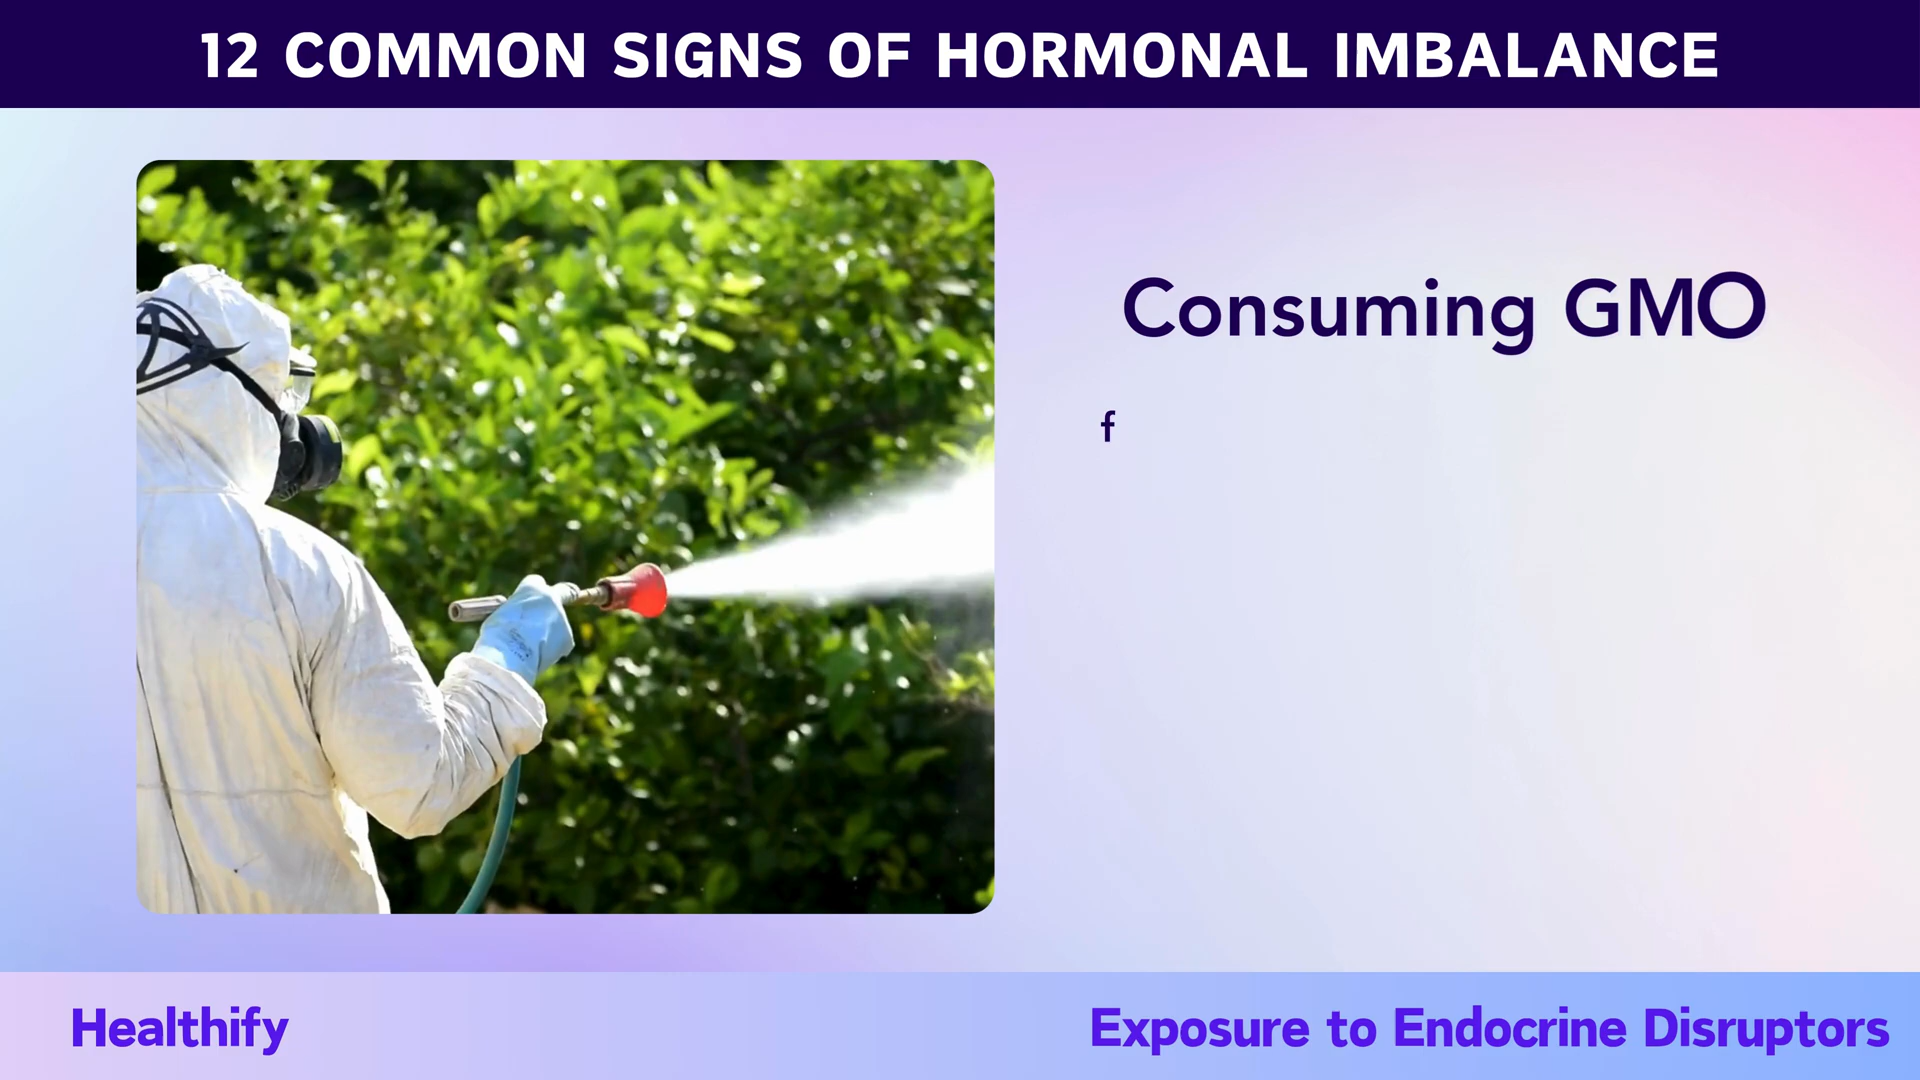 12 COMMON SIGNS OF HORMONAL IMBALANCE
Consuming GMO
f
Healthify
Exposure to Endocrine Disruptors